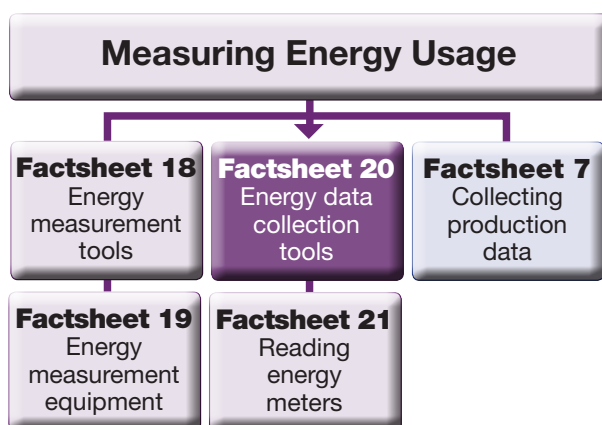 Measuring Energy Usage
Factsheet 18
Energy
measurement
tools
Factsheet 20
Energy data
collection
tools
Factsheet 7
Collecting
production
data
Factsheet 19
Energy
measurement
equipment
Factsheet 21
Reading
energy
meters